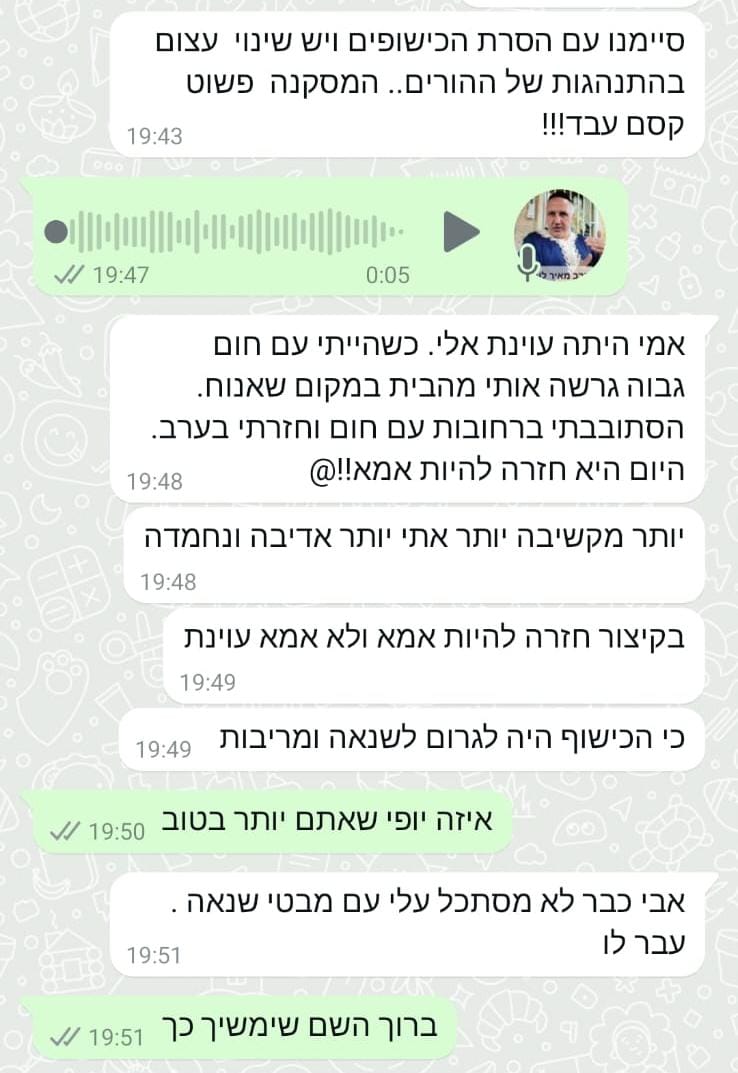 סיימנו עם הסרת הכישופים ויש שינוי עצום
בהתנהגות של ההורים.. המסקנה פשוט
קסם עבד!!!
19:43
רב מאיר לי
0:05
19:47
אמי היתה עוינת אלי. כשהייתי עם חום
גבוה גרשה אותי מהבית במקום שאנוח.
הסתובבתי ברחובות עם חום וחזרתי בערב.
היום היא חזרה להיות אמא!!@
19:48
יותר מקשיבה יותר אתי יותר אדיבה ונחמדה
19:48
בקיצור חזרה להיות אמא ולא אמא עוינת
19:49
כי הכישוף היה לגרום לשנאה ומריבות
19:49
איזה יופי שאתם יותר בטוב
19:50
אבי כבר לא מסתכל עלי עם מבטי שנאה .
עבר לו
19:51
ברוך השם שימשיך כך
19:51